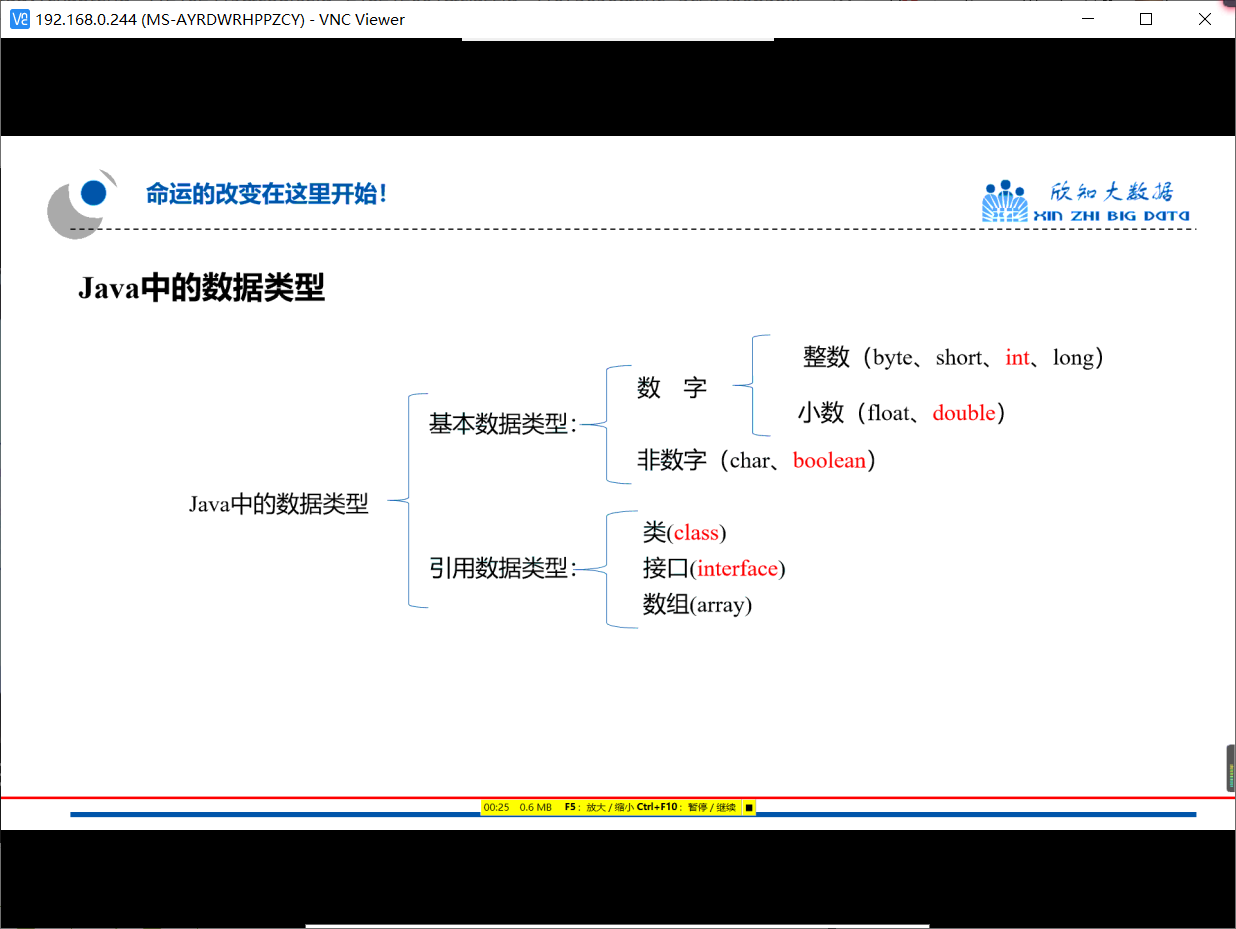 192.168.0.244 (MS-AYRDWRHPPZCY) - VNC Viewer
命运的改变在这里开始！
欣知大数据
XIN ZHI BIG DATA
Java中的数据类型
整数（byte、short、int、long）
数 字
小数（float、double）
基本数据类型：
非数字（char、boolean）
Java中的数据类型
类(class)
引用数据类型：
接口(interface)
数组(array)
00:25 0.6 MB F5：放大 / 缩小 Ctrl+F10：暂停 / 继续